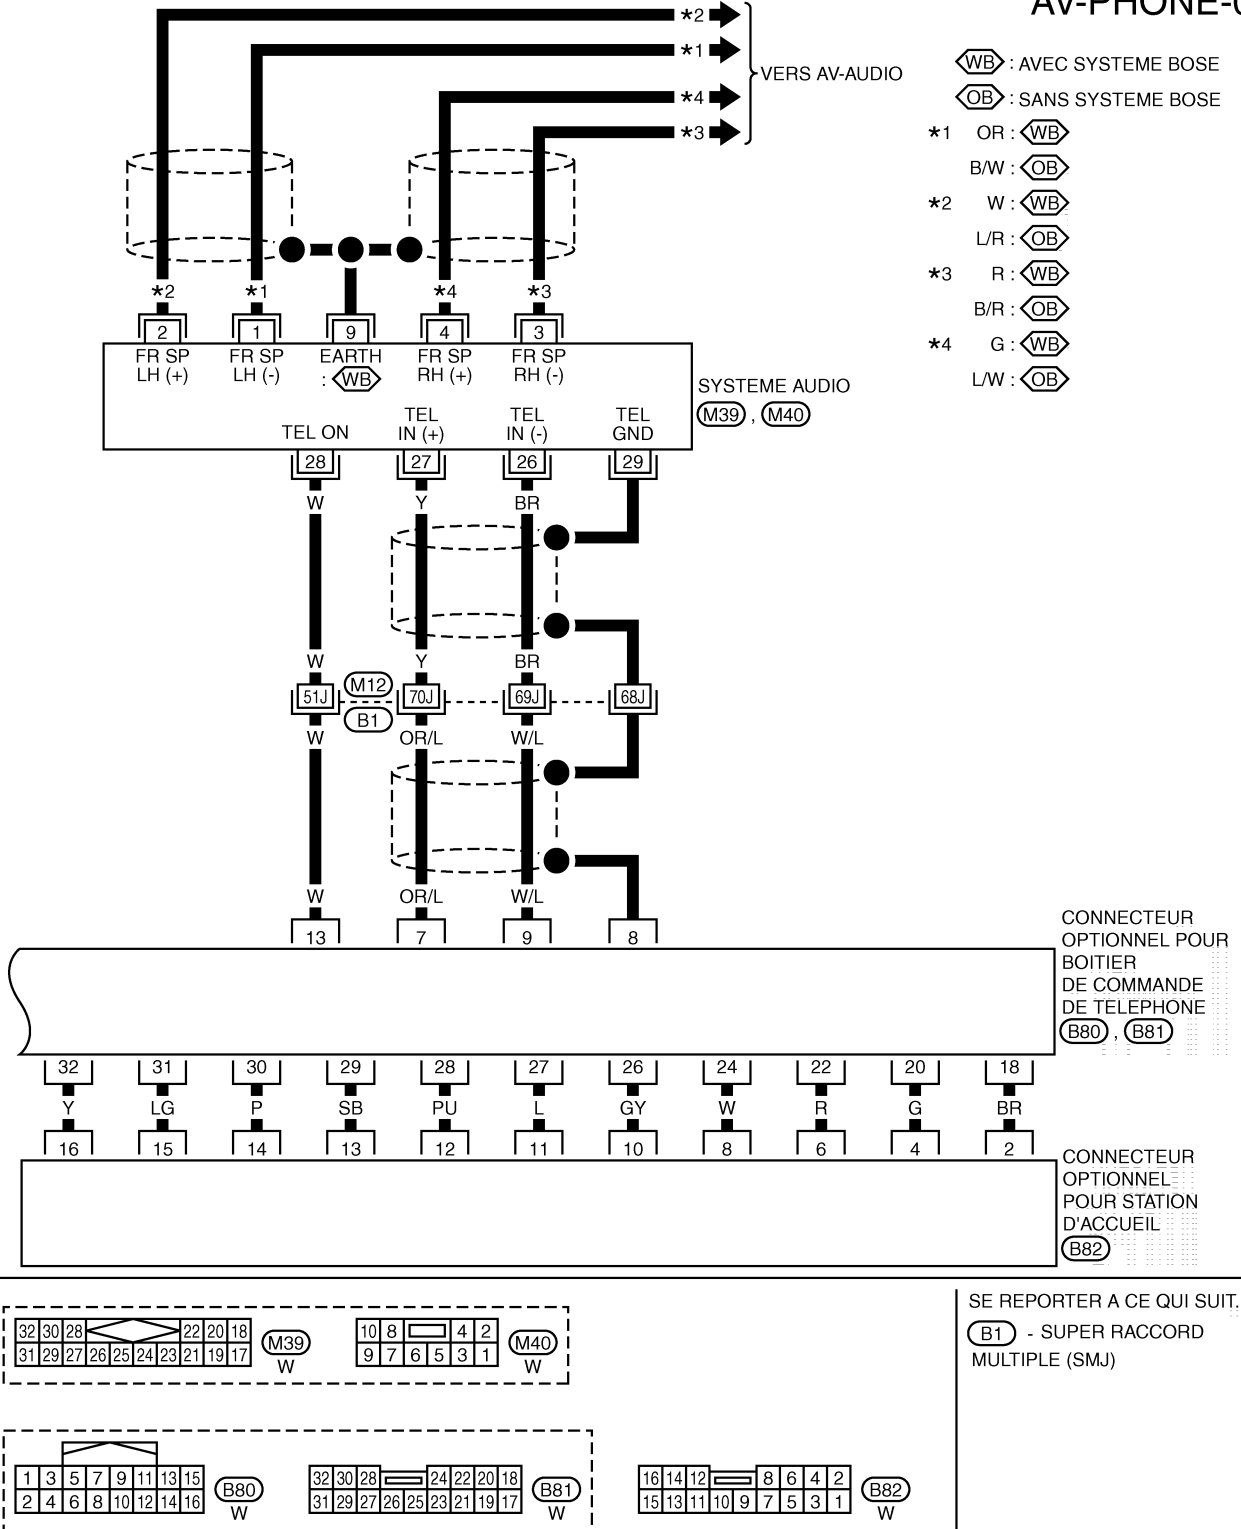 AV-PHONE-0
*2
*1
VERS AV-AUDIO
*4
*3
WB : AVEC SYSTEME BOSE
OB : SANS SYSTEME BOSE
*1 OR : WB
B/W : OB
*2 W : WB
L/R : OB
*3 R : WB
B/R : OB
*4 G : WB
L/W : OB
*2 *1 *4 *3
2 1 9 4 3
FR SP LH (+)
FR SP LH (-)
EARTH : WB
FR SP RH (+)
FR SP RH (-)
SYSTEME AUDIO
M39 , M40
TEL ON
TEL IN (+)
TEL IN (-)
TEL GND
28 27 26 29
W Y BR
W Y BR
M12
51J 70J 69J 68J
B1
W OR/L W/L
W OR/L W/L
13 7 9 8
CONNECTEUR
OPTIONNEL POUR
BOITIER
DE COMMANDE
DE TELEPHONE
B80 , B81
32 31 30 29 28 27 26 24 22 20 18
Y LG P SB PU L GY W R G BR
16 15 14 13 12 11 10 8 6 4 2
CONNECTEUR
OPTIONNEL
POUR STATION
D'ACCUEIL
B82
32 30 28 22 20 18
31 29 27 26 25 24 23 21 19 17
M39
W
10 8 4 2
9 7 6 5 3 1
M40
W
SE REPORTER A CE QUI SUIT.
B1 - SUPER RACCORD
MULTIPLE (SMJ)
1 3 5 7 9 11 13 15
2 4 6 8 10 12 14 16
B80
W
32 30 28 24 22 20 18
31 29 27 26 25 23 21 19 17
B81
W
16 14 12 8 6 4 2
15 13 11 10 9 7 5 3 1
B82
W